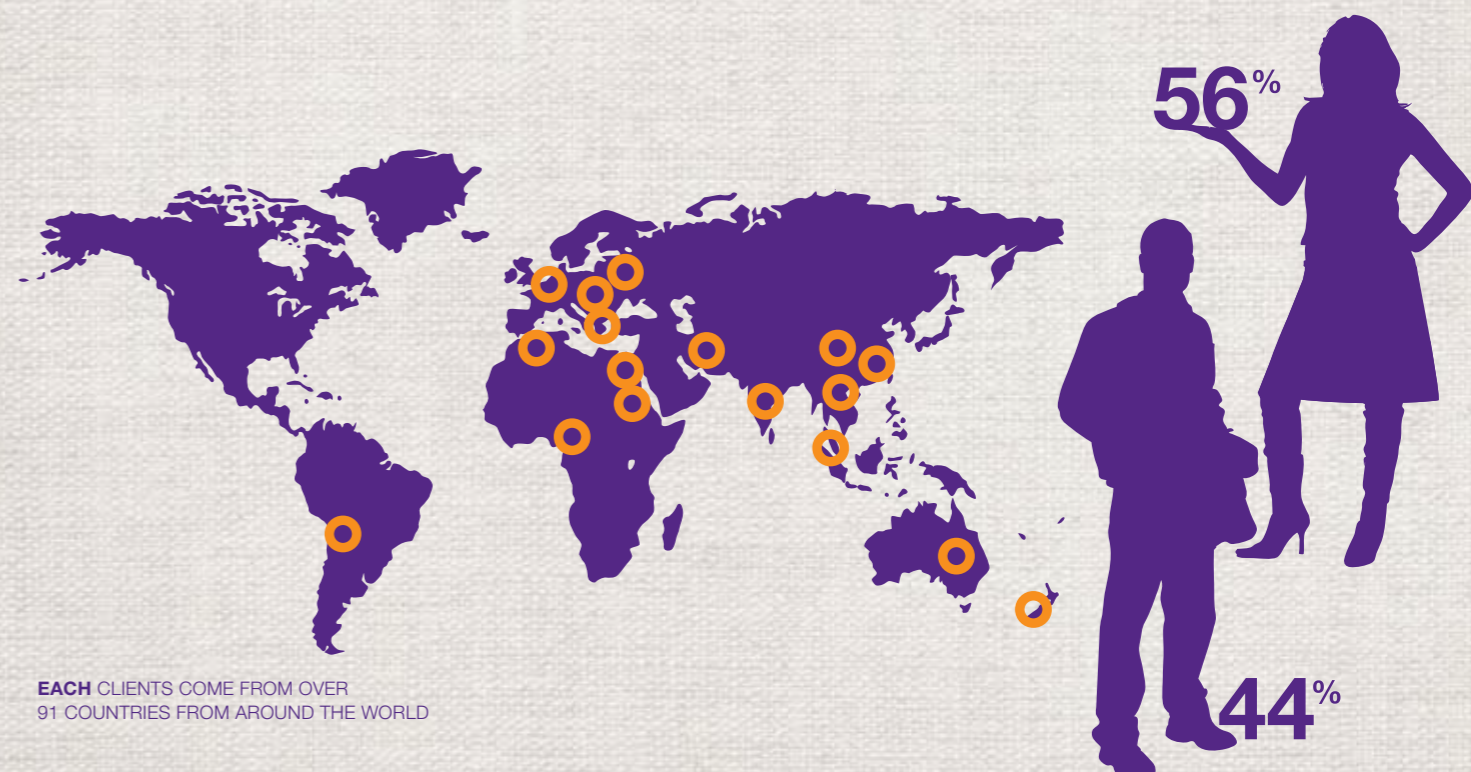 56%
EACH CLIENTS COME FROM OVER
91 COUNTRIES FROM AROUND THE WORLD
44%